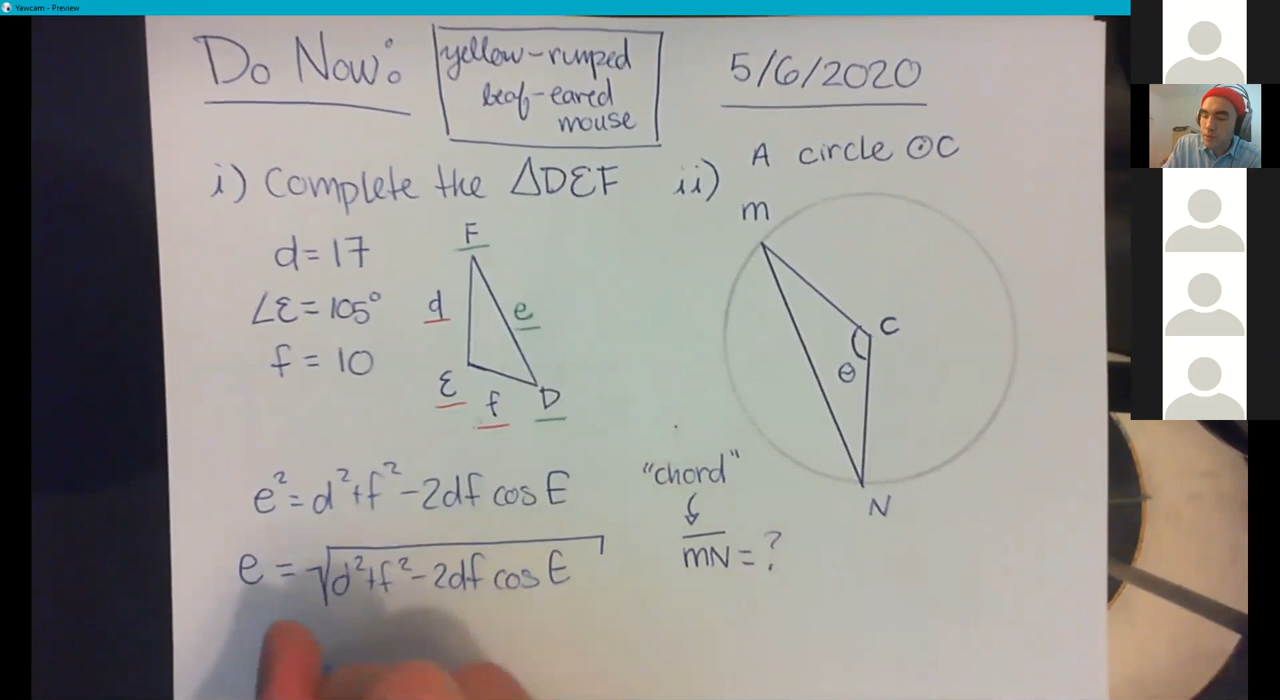 Yawcam - Preview
Do Now:
yellow-rumped
leaf-eared
mouse
5/6/2020
i) Complete the △DEF
d = 17
∠E = 105°
f = 10
F
d
e
E
f
D
e² = d² + f² - 2df cos E
e = √d² + f² - 2df cos E
ii) A circle ⊙C
M
C
θ
N
"chord"
↓
MN = ?